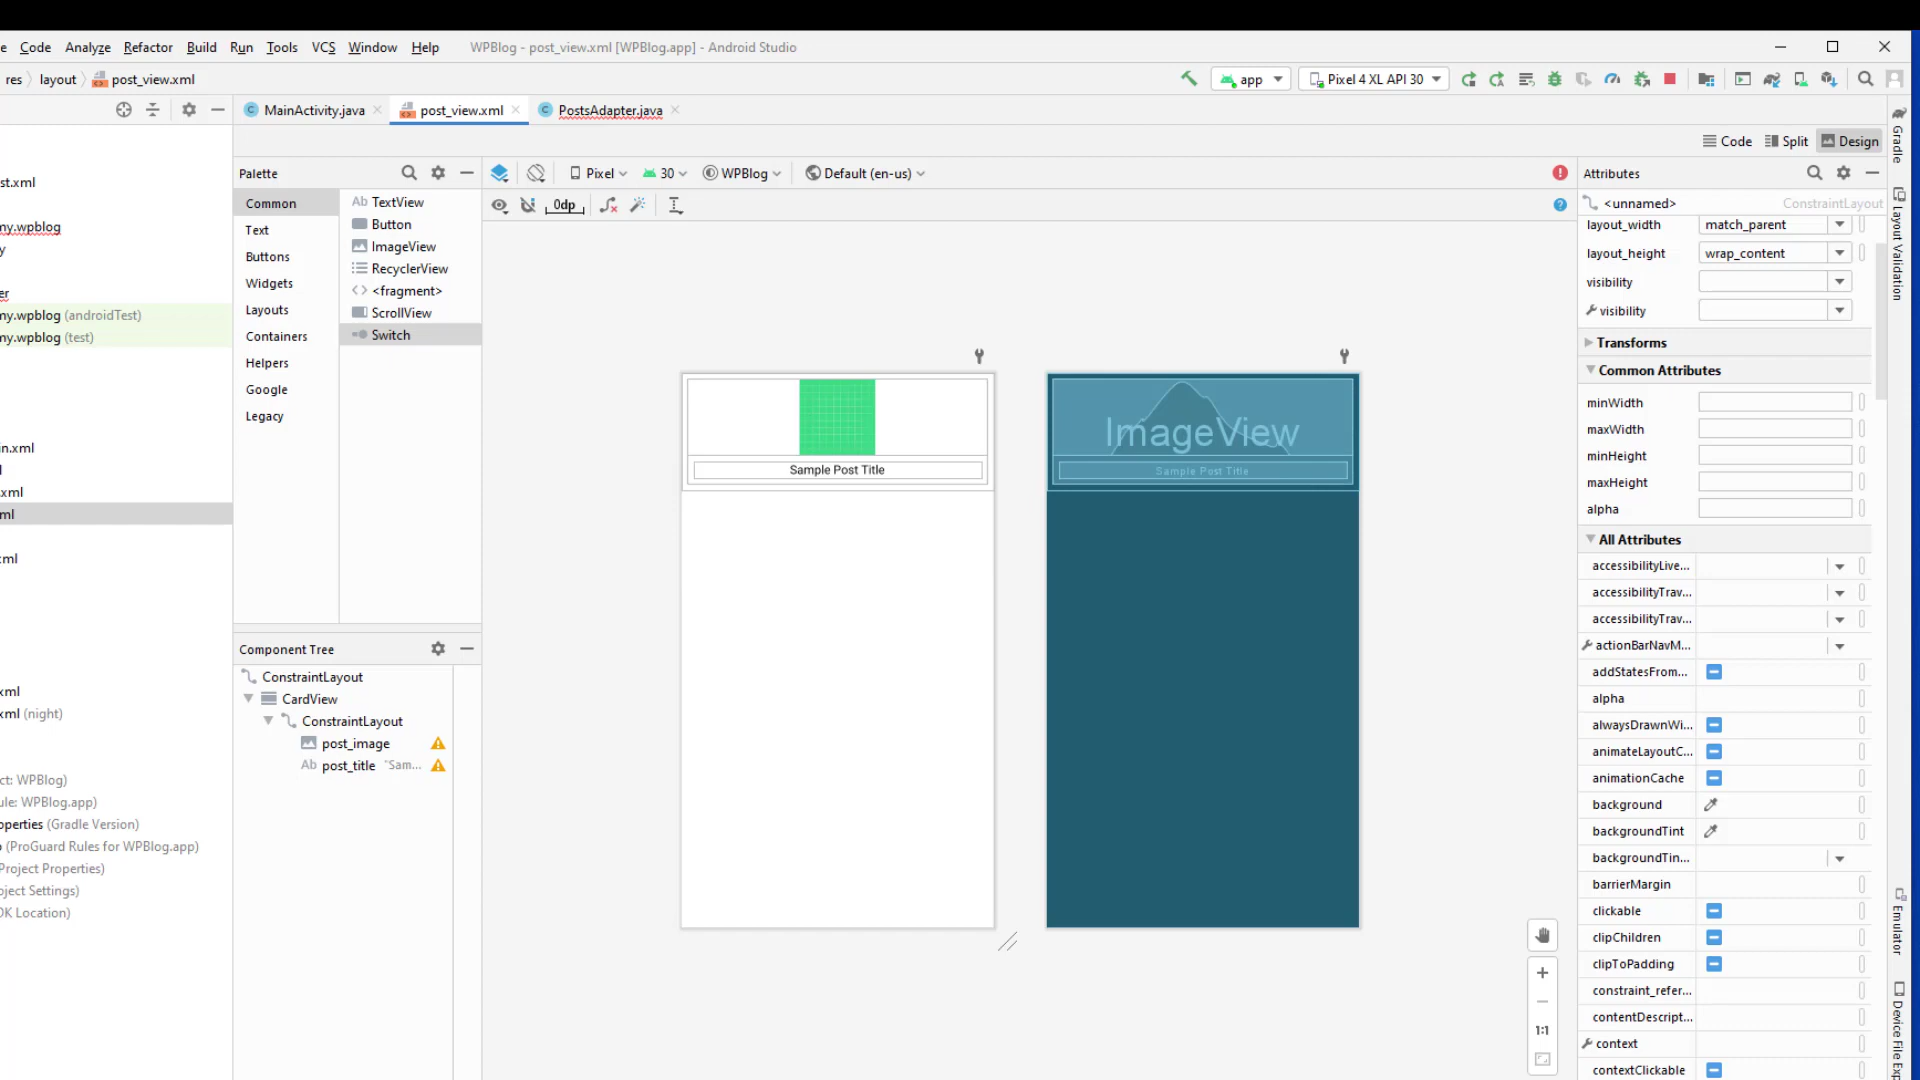 e Code Analyze Refactor Build Run Tools VCS Window Help WPBlog - post_view.xml [WPBlog.app] - Android Studio
res layout post_view.xml app Pixel 4 XL API 30
MainActivity.java post_view.xml PostsAdapter.java
Code Split Design
Palette Pixel 30 WPBlog Default (en-us) Attributes
0dp
Common
Text
Buttons
Widgets
Layouts
Containers
Helpers
Google
Legacy
Ab TextView
Button
ImageView
RecyclerView
<> <fragment>
ScrollView
Switch
st.xml
my.wpblog
y
er
my.wpblog (androidTest)
my.wpblog (test)
in.xml
l
.xml
ml
xml
xml
xml (night)
ct: WPBlog)
ule: WPBlog.app)
operties (Gradle Version)
o (ProGuard Rules for WPBlog.app)
Project Properties)
oject Settings)
DK Location)
Component Tree
ConstraintLayout
CardView
ConstraintLayout
post_image
Ab post_title "Sam...
Sample Post Title
ImageView
Sample Post Title
1:1
<unnamed> ConstraintLayout
layout_width match_parent
layout_height wrap_content
visibility
visibility
Transforms
Common Attributes
minWidth
maxWidth
minHeight
maxHeight
alpha
All Attributes
accessibilityLive...
accessibilityTrav...
accessibilityTrav...
actionBarNavM...
addStatesFrom...
alpha
alwaysDrawnWi...
animateLayoutC...
animationCache
background
backgroundTint
backgroundTin...
barrierMargin
clickable
clipChildren
clipToPadding
constraint_refer...
contentDescript...
context
contextClickable
Gradle
Layout Validation
Emulator
Device File Exp